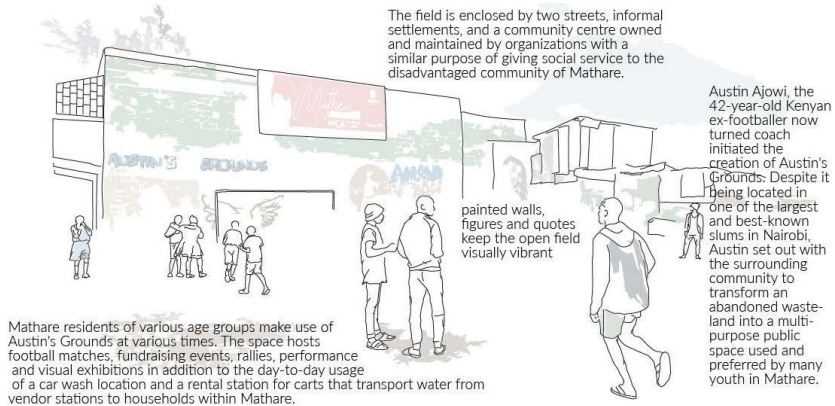 The field is enclosed by two streets, informal
settlements, and a community centre owned
and maintained by organizations with a
similar purpose of giving social service to the
disadvantaged community of Mathare.
Austin Ajowi, the
42-year-old Kenyan
ex-footballer now
turned coach
initiated the
creation of Austin's
Grounds. Despite it
being located in
one of the largest
and best-known
slums in Nairobi,
Austin set out with
the surrounding
community to
transform an
abandoned waste-
land into a multi-
purpose public
space used and
preferred by many
youth in Mathare.
MCA
AUSTIN'S GROUNDS
painted walls,
figures and quotes
keep the open field
visually vibrant
Mathare residents of various age groups make use of
Austin's Grounds at various times. The space hosts
football matches, fundraising events, rallies, performance
and visual exhibitions in addition to the day-to-day usage
of a car wash location and a rental station for carts that transport water from
vendor stations to households within Mathare.